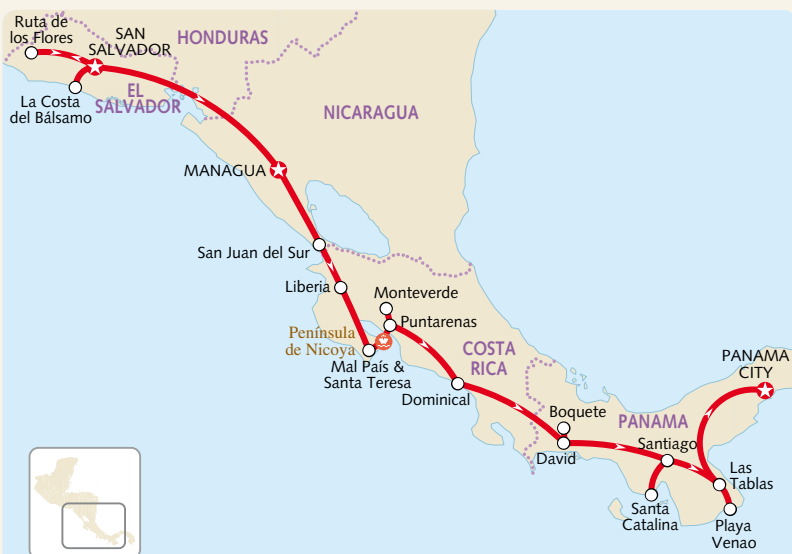 Ruta de
los Flores
SAN
SALVADOR
HONDURAS
La Costa
del Bálsamo
EL
SALVADOR
NICARAGUA
MANAGUA
San Juan del Sur
Liberia
Monteverde
Puntarenas
Península
de Nicoya
Mal País &
Santa Teresa
COSTA
RICA
Dominical
PANAMA
CITY
Boquete
PANAMA
David
Santiago
Las
Tablas
Santa
Catalina
Playa
Venao